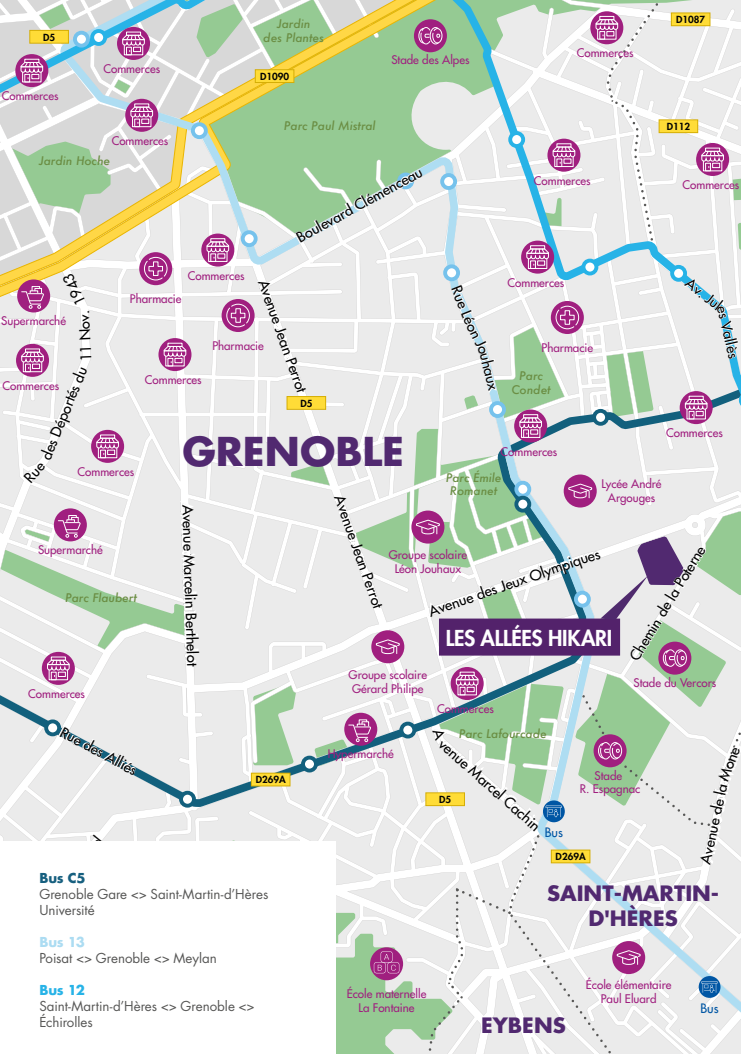 Jardin
des Plantes
D1087
D5
Commerces
Commerces
Stade des Alpes
Commerces
D1090
Commerces
Parc Paul Mistral
D112
Jardin Hoche
Commerces
Commerces
Boulevard Clémenceau
Commerces
Commerces
Pharmacie
Supermarché
Rue des Déportés du 11 Nov. 1943
Avenue Jean Perrot
Pharmacie
Rue Léon Jouhaux
Pharmacie
Av. Jules Vallès
Commerces
Commerces
Parc
Condet
D5
Commerces
GRENOBLE
Commerces
Commerces
Parc Émile
Romanet
Lycée André
Argouges
Supermarché
Avenue Marcelin Berthelot
Avenue Jean Perrot
Groupe scolaire
Léon Jouhaux
Avenue des Jeux Olympiques
Chemin de la Poterne
Parc Flaubert
LES ALLÉES HIKARI
Groupe scolaire
Gérard Philipe
Stade du Vercors
Commerces
Commerces
Rue des Alliés
Hypermarché
Parc Lafourcade
Avenue Marcel Cachin
Stade
R. Espagnac
D269A
D5
Avenue de la Mone
A
Bus
D269A
SAINT-MARTIN-
D'HÈRES
Bus C5
Grenoble Gare <> Saint-Martin-d’Hères
Université
Bus 13
Poisat <> Grenoble <> Meylan
Bus 12
Saint-Martin-d’Hères <> Grenoble <>
Échirolles
A
B C
École maternelle
La Fontaine
École élémentaire
Paul Eluard
Bus
EYBENS